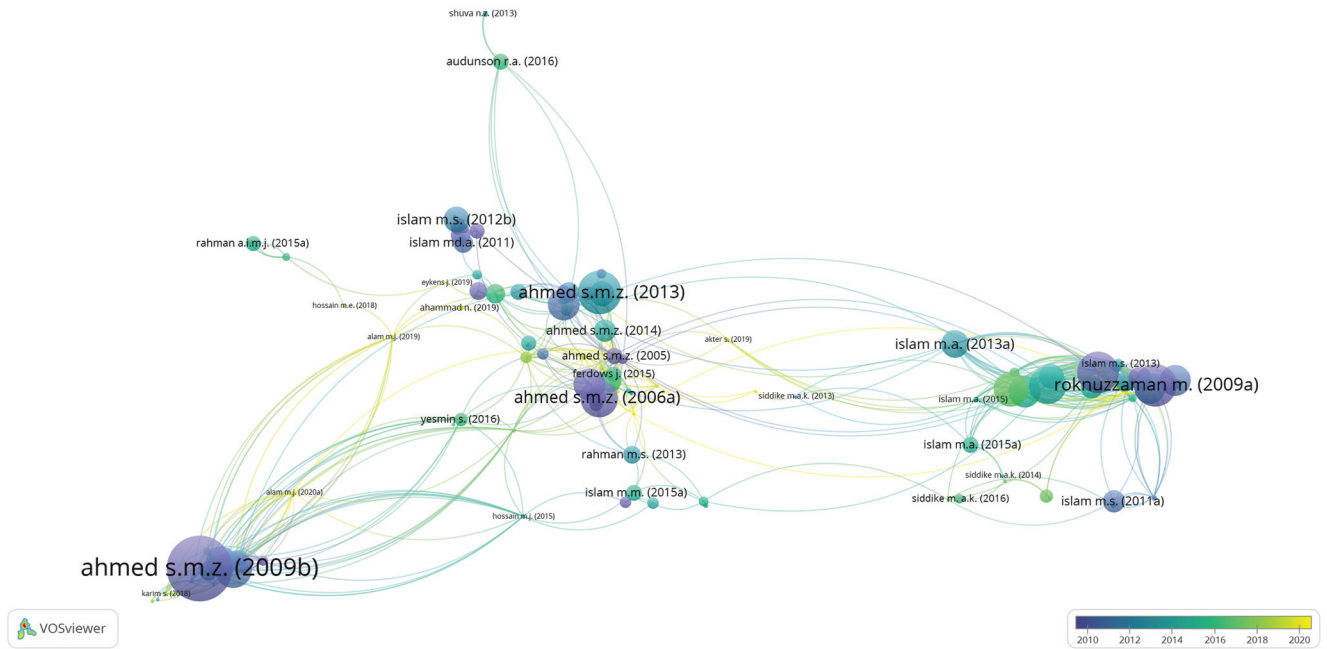 shuva n.z. (2013)
audunson r.a. (2016)
islam m.s. (2012b)
rahman a.i.m.j. (2015a)
islam md.a. (2011)
eykens j. (2019)
ahmed s.m.z. (2013)
hossain m.e. (2018)
ahammad n. (2019)
ahmed s.m.z. (2014)
alam m.j. (2019)
akter s. (2019)
islam m.a. (2013a)
ahmed s.m.z. (2005)
islam m.s. (2013)
ferdows j. (2015)
roknuzzaman m. (2009a)
ahmed s.m.z. (2006a)
siddike m.a.k. (2013)
islam m.a. (2015)
yesmin s. (2016)
islam m.a. (2015a)
rahman m.s. (2013)
siddike m.a.k. (2014)
alam m.j. (2020a)
islam m.m. (2015a)
siddike m..a.k. (2016)
islam m.s. (2011a)
hossain m.j. (2015)
ahmed s.m.z. (2009b)
karim s. (2018)
VOSviewer
2010 2012 2014 2016 2018 2020